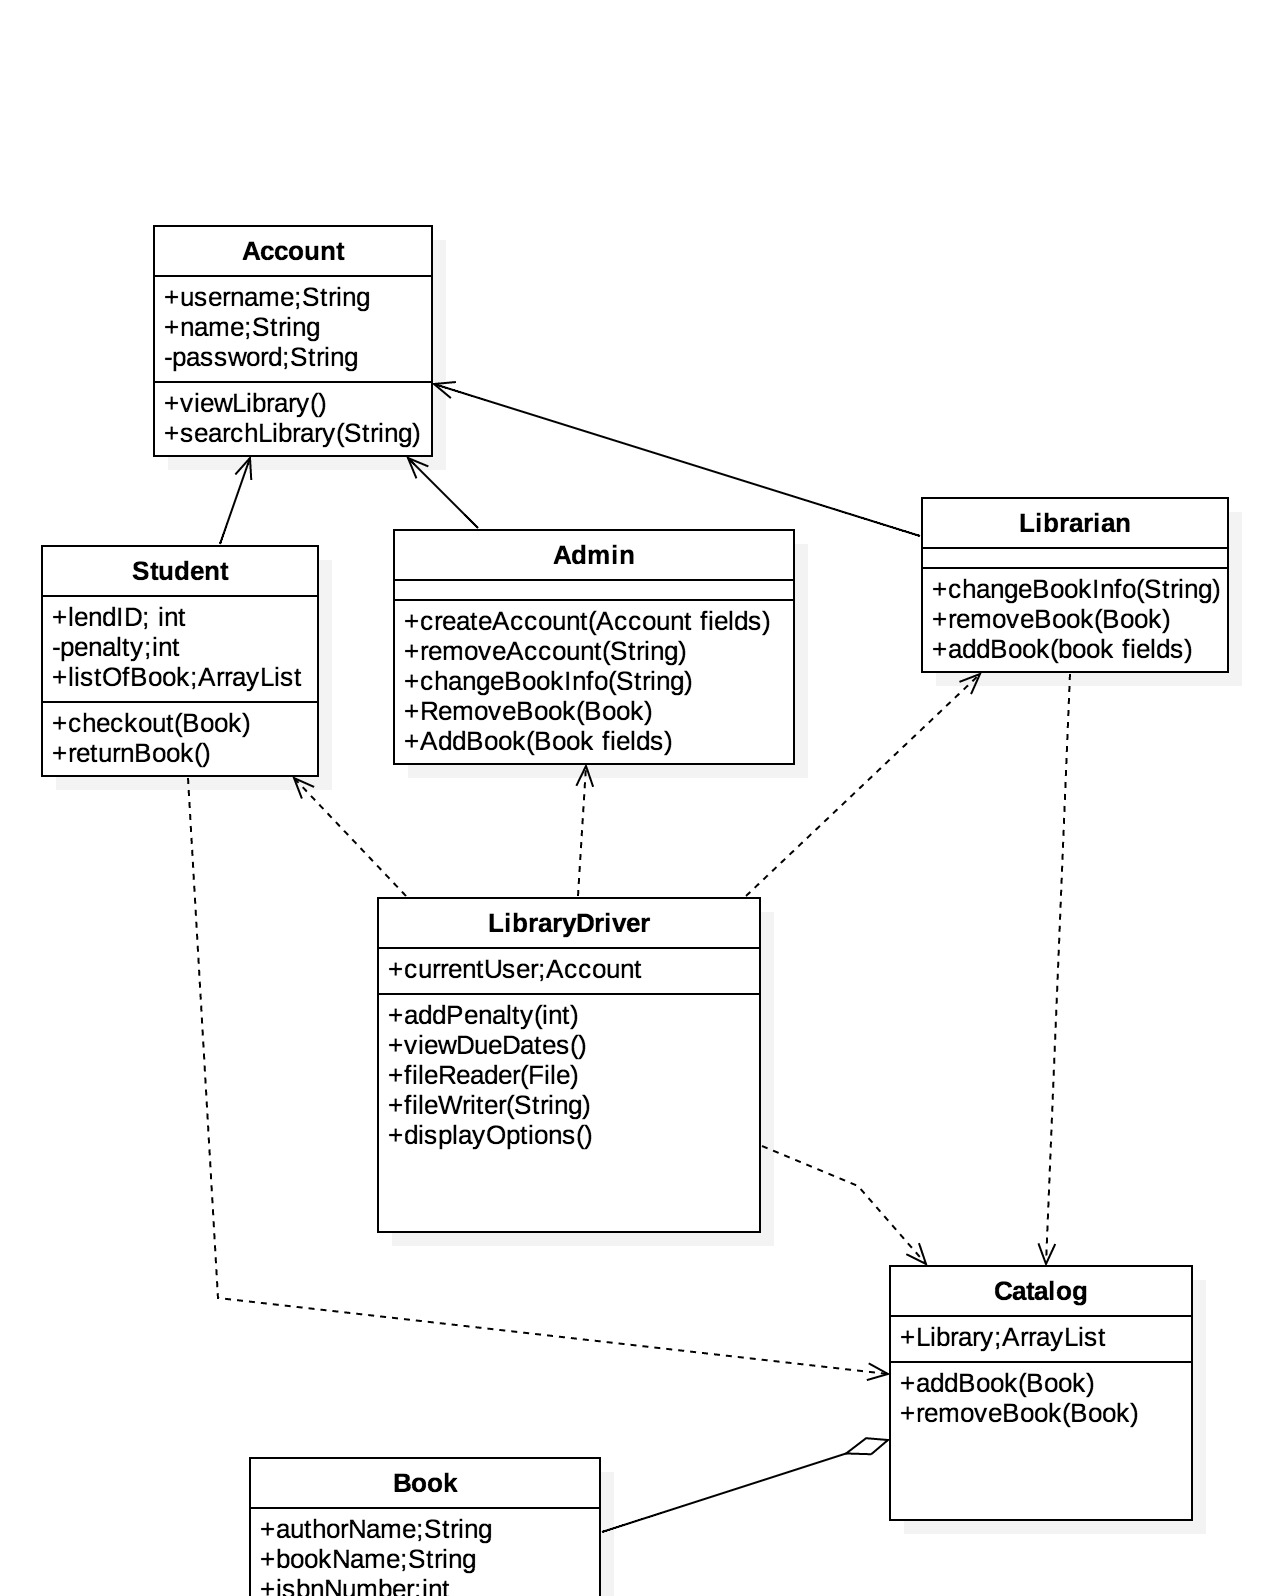 Account
+username;String
+name;String
-password;String
+viewLibrary()
+searchLibrary(String)
Student
+lendID; int
-penalty;int
+listOfBook;ArrayList
+checkout(Book)
+returnBook()
Admin
+createAccount(Account fields)
+removeAccount(String)
+changeBookInfo(String)
+RemoveBook(Book)
+AddBook(Book fields)
Librarian
+changeBookInfo(String)
+removeBook(Book)
+addBook(book fields)
LibraryDriver
+currentUser;Account
+addPenalty(int)
+viewDueDates()
+fileReader(File)
+fileWriter(String)
+displayOptions()
Catalog
+Library;ArrayList
+addBook(Book)
+removeBook(Book)
Book
+authorName;String
+bookName;String
+isbnNumber;int